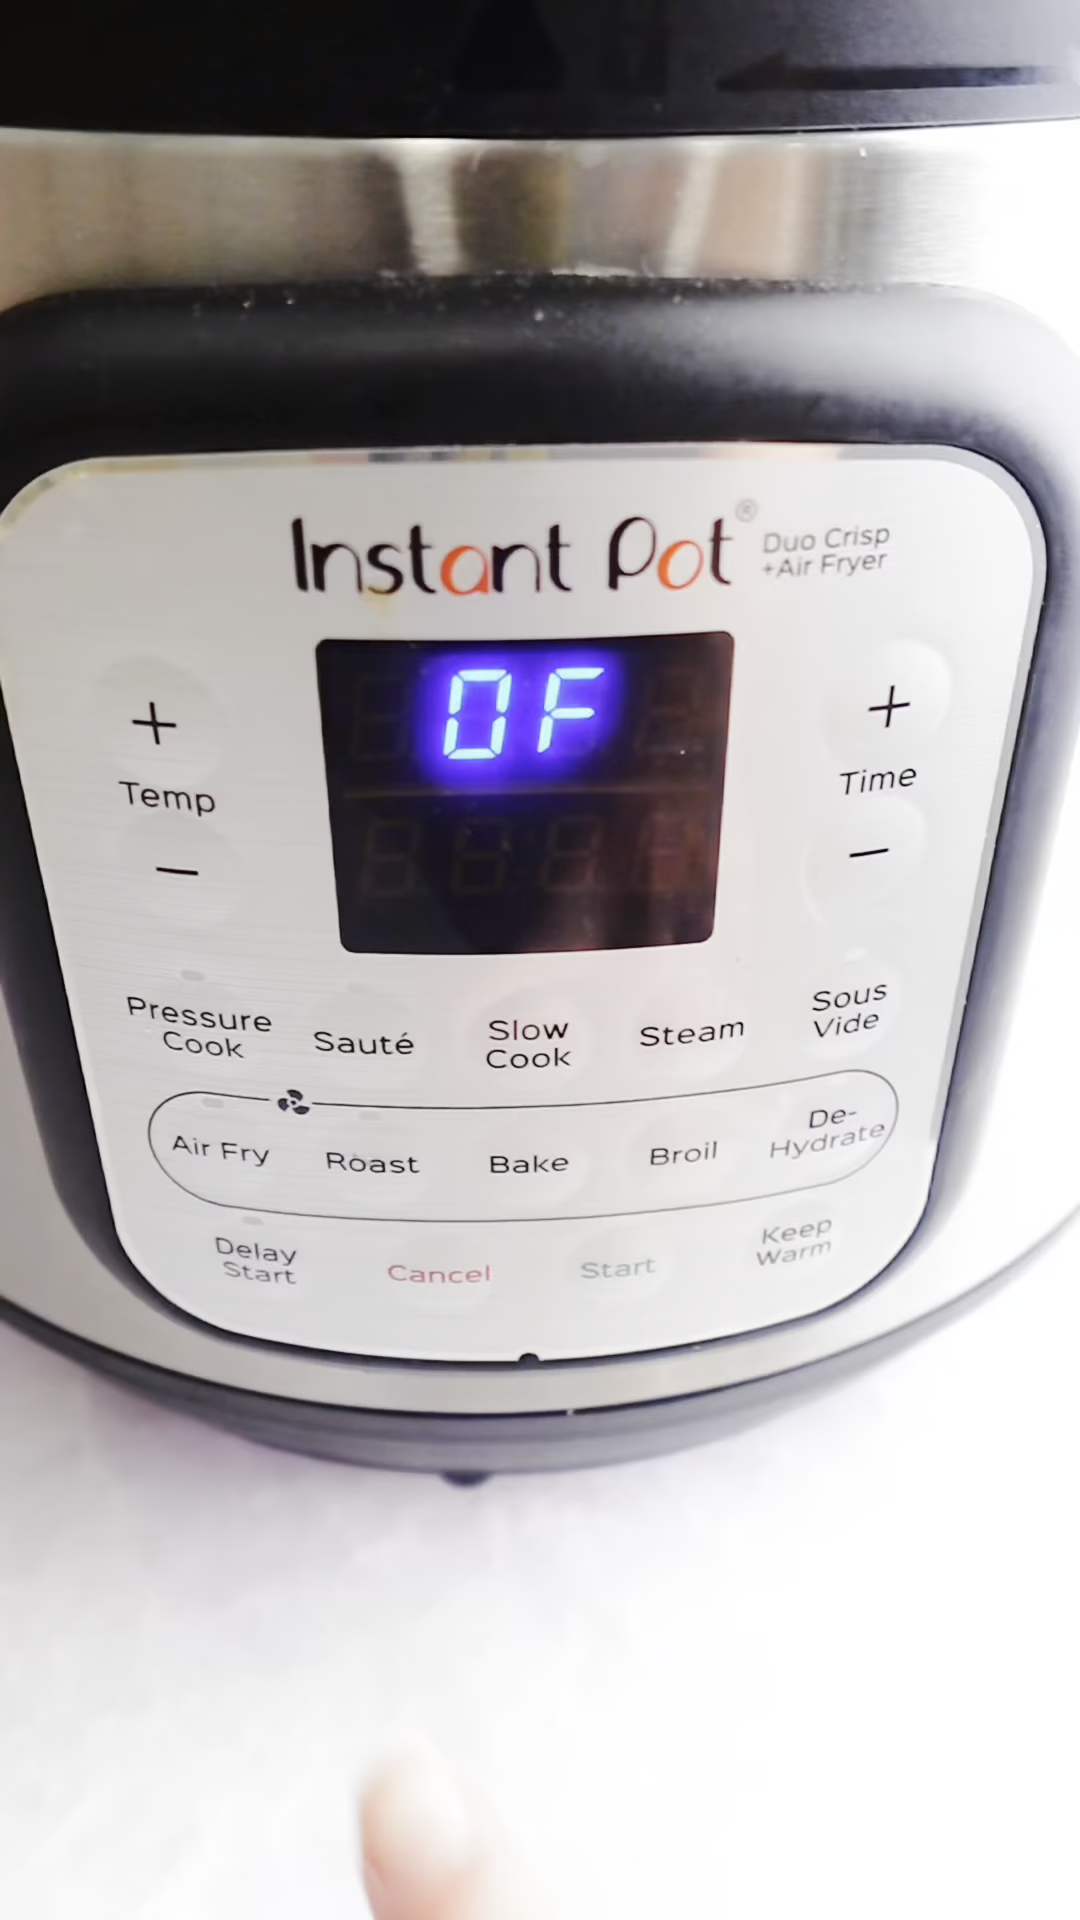 Instant Pot®
Duo Crisp
+Air Fryer
OF
+
+
Temp
Time
−
−
Pressure
Cook
Sauté
Slow
Cook
Steam
Sous
Vide
Air Fry
Roast
Bake
Broil
De-
Hydrate
Delay
Start
Cancel
Start
Keep
Warm